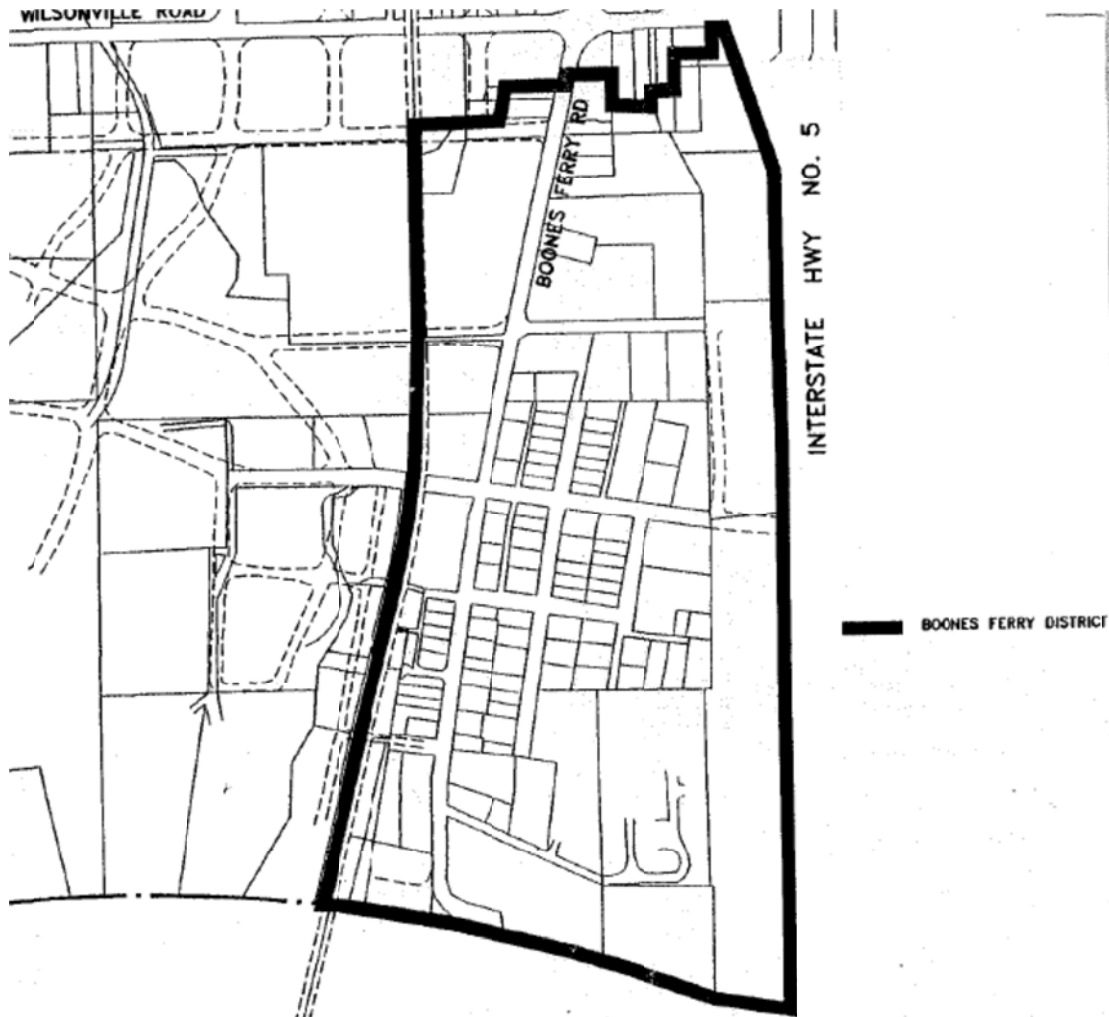 WILSONVILLE ROAD
BOONES FERRY RD
INTERSTATE HWY NO. 5
BOONES FERRY DISTRICT